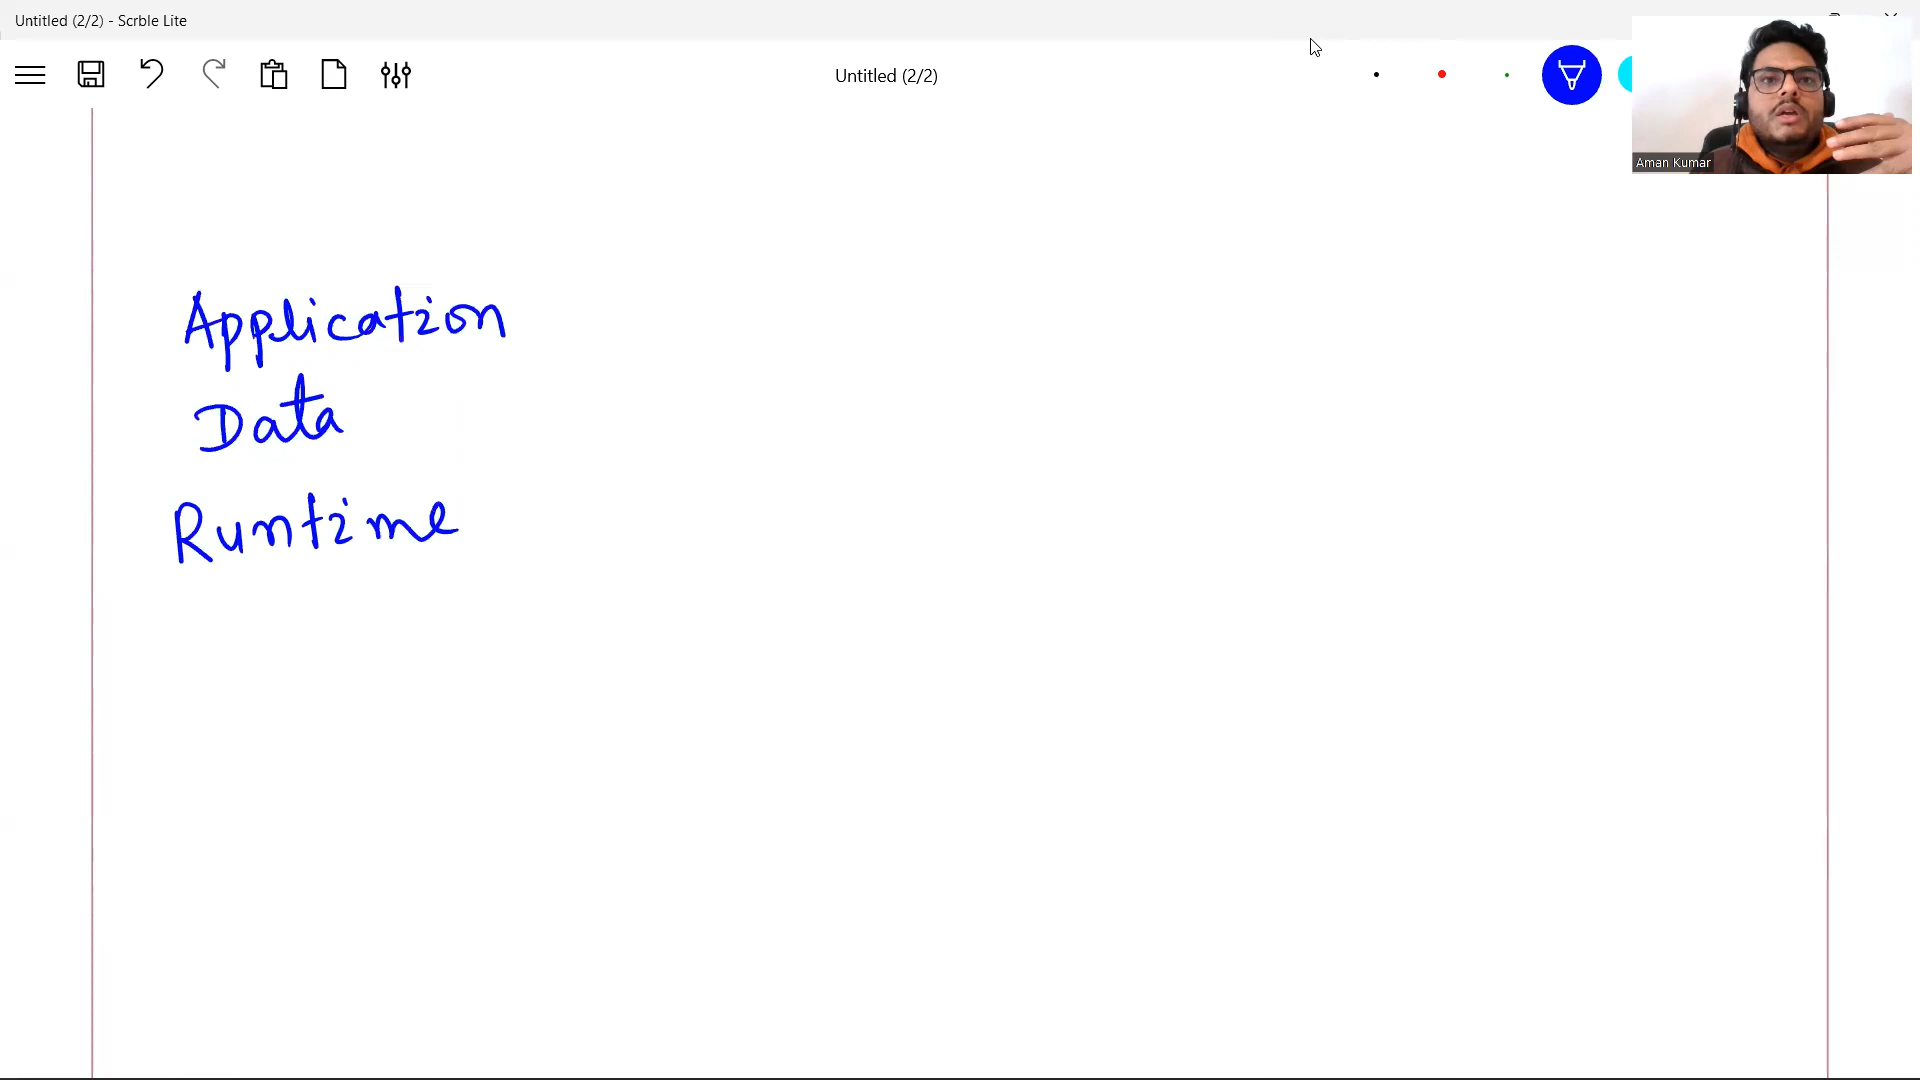 Untitled (2/2) - Scrble Lite
Untitled (2/2)
Aman Kumar
Application
Data
Runtime